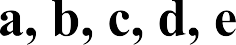 a, b, c, d, e